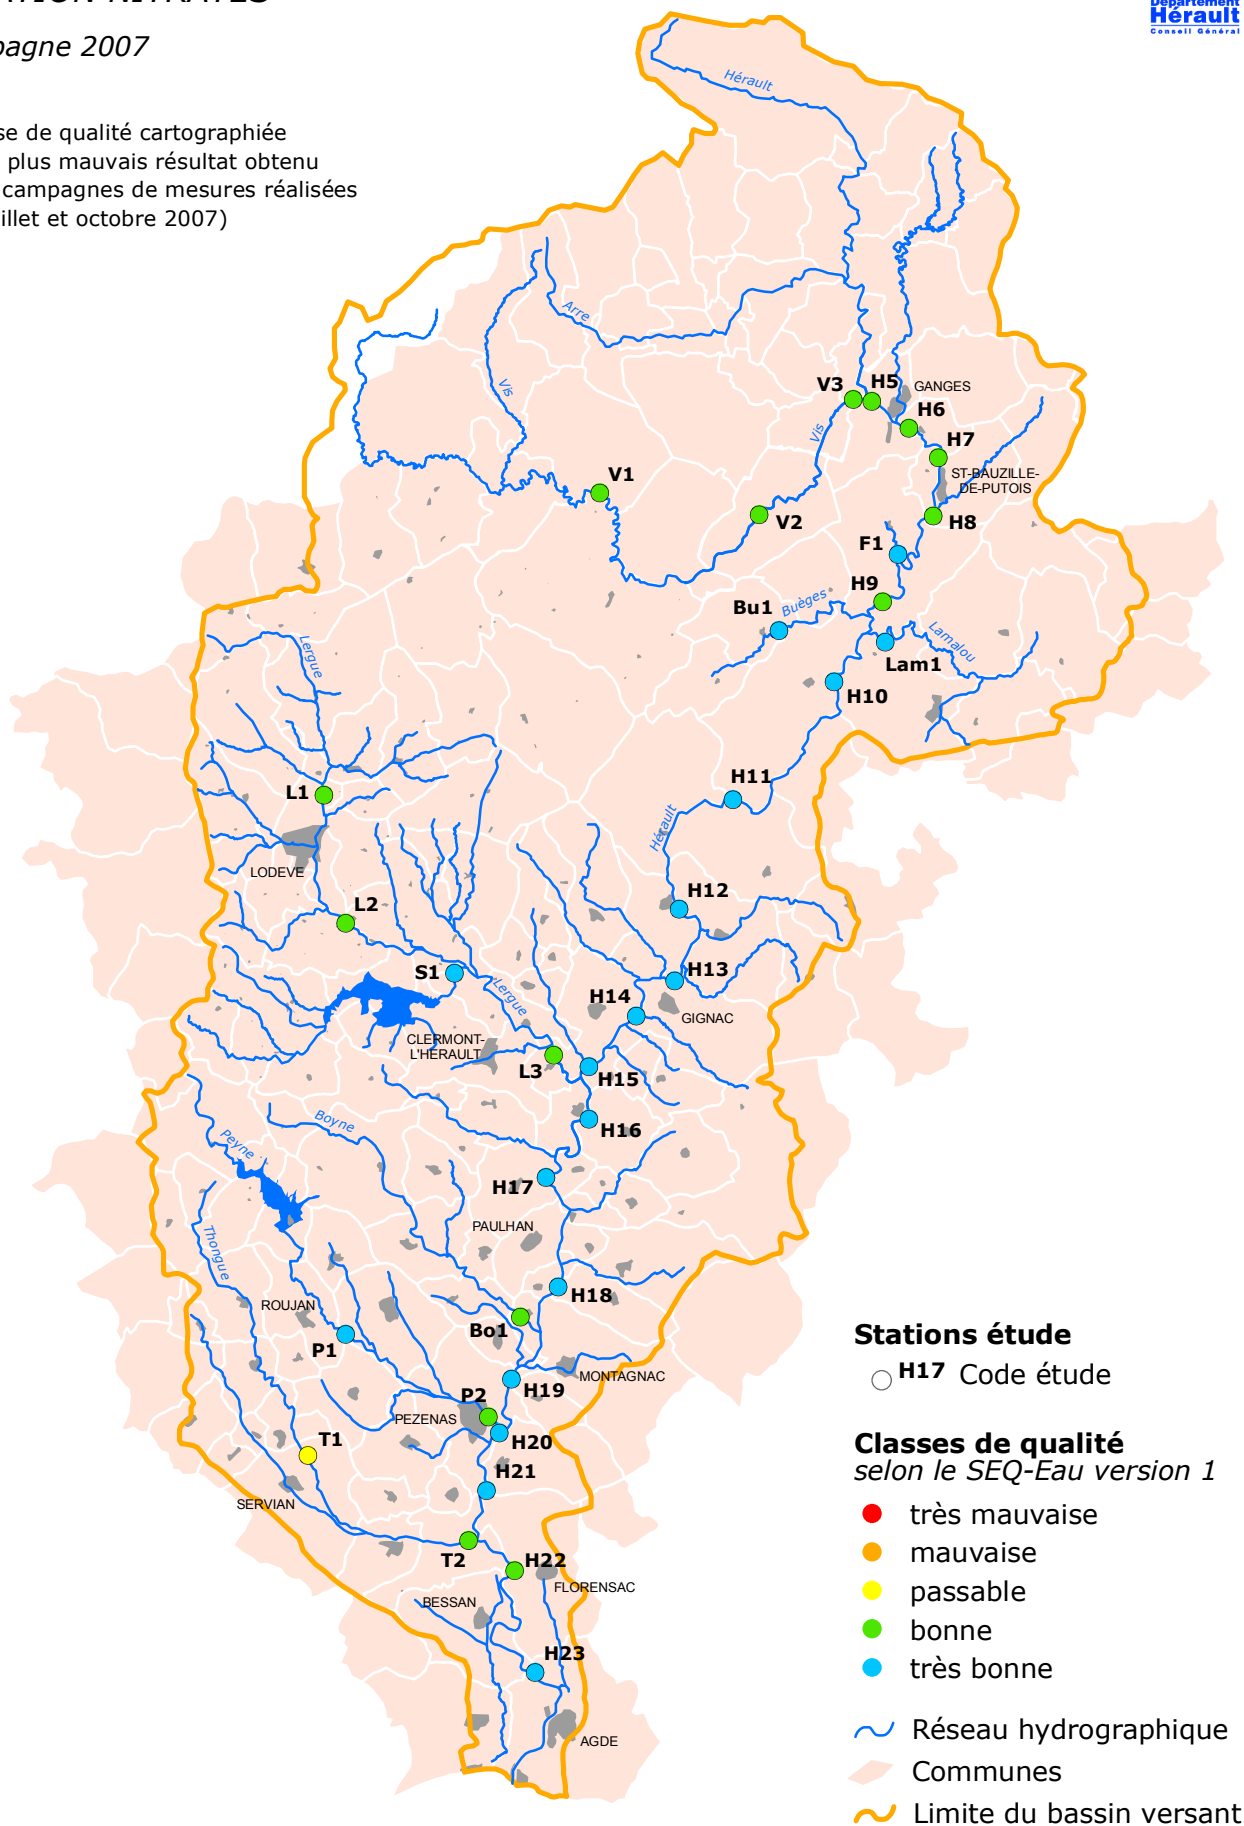 NITRATES
pagne 2007
Département
Hérault
Conseil Général
se de qualité cartographiée
plus mauvais résultat obtenu
campagnes de mesures réalisées
illet et octobre 2007)
Hérault
Arre
Vis
V3
H5
GANGES
H6
Vis
H7
V1
ST-BAUZILLE-
DE-PUTOIS
V2
H8
F1
H9
Bu1
Buèges
Lamalou
Lergue
Lam1
H10
H11
L1
Hérault
LODEVE
H12
L2
S1
H13
Lergue
H14
GIGNAC
CLERMONT-
L'HERAULT
L3
H15
Boyne
H16
Peyne
H17
PAULHAN
Thongue
H18
ROUJAN
Bo1
P1
MONTAGNAC
H19
P2
PEZENAS
H20
T1
H21
SERVIAN
T2
H22
FLORENSAC
BESSAN
H23
AGDE
Stations étude
H17 Code étude
Classes de qualité
selon le SEQ-Eau version 1
très mauvaise
mauvaise
passable
bonne
très bonne
Réseau hydrographique
Communes
Limite du bassin versant